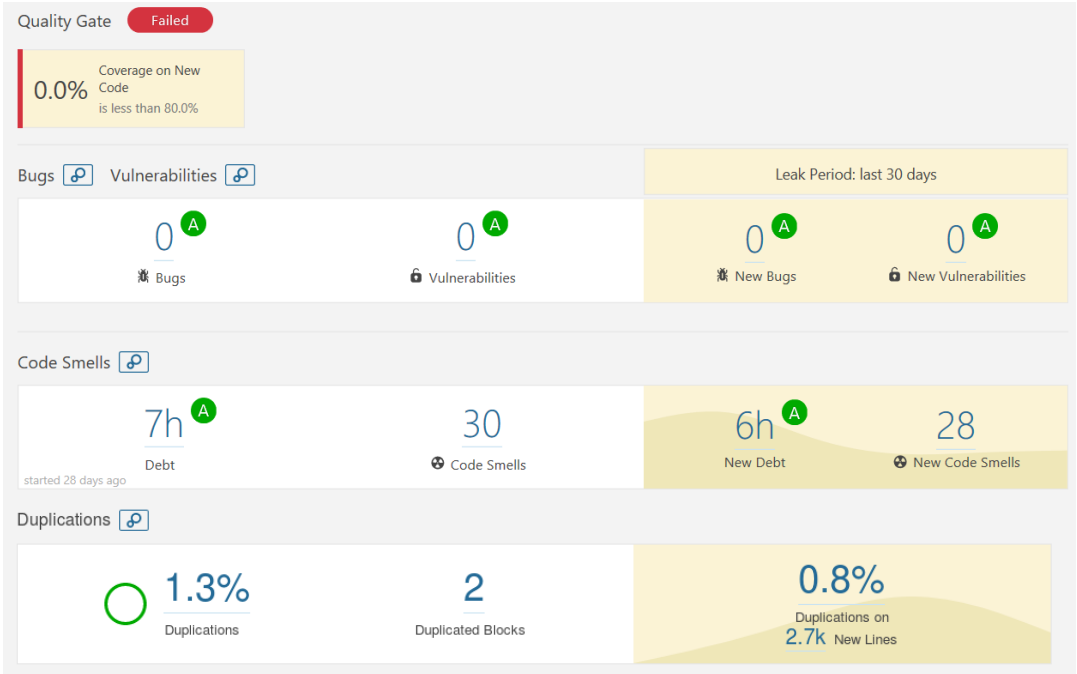 Quality Gate Failed
0.0% Coverage on New
Code
is less than 80.0%
Bugs Vulnerabilities
Leak Period: last 30 days
0 A 0 A 0 A 0 A
Bugs Vulnerabilities New Bugs New Vulnerabilities
Code Smells
7h A 30 6h A 28
Debt Code Smells New Debt New Code Smells
started 28 days ago
Duplications
1.3% 2 0.8%
Duplications Duplicated Blocks Duplications on
2.7k New Lines